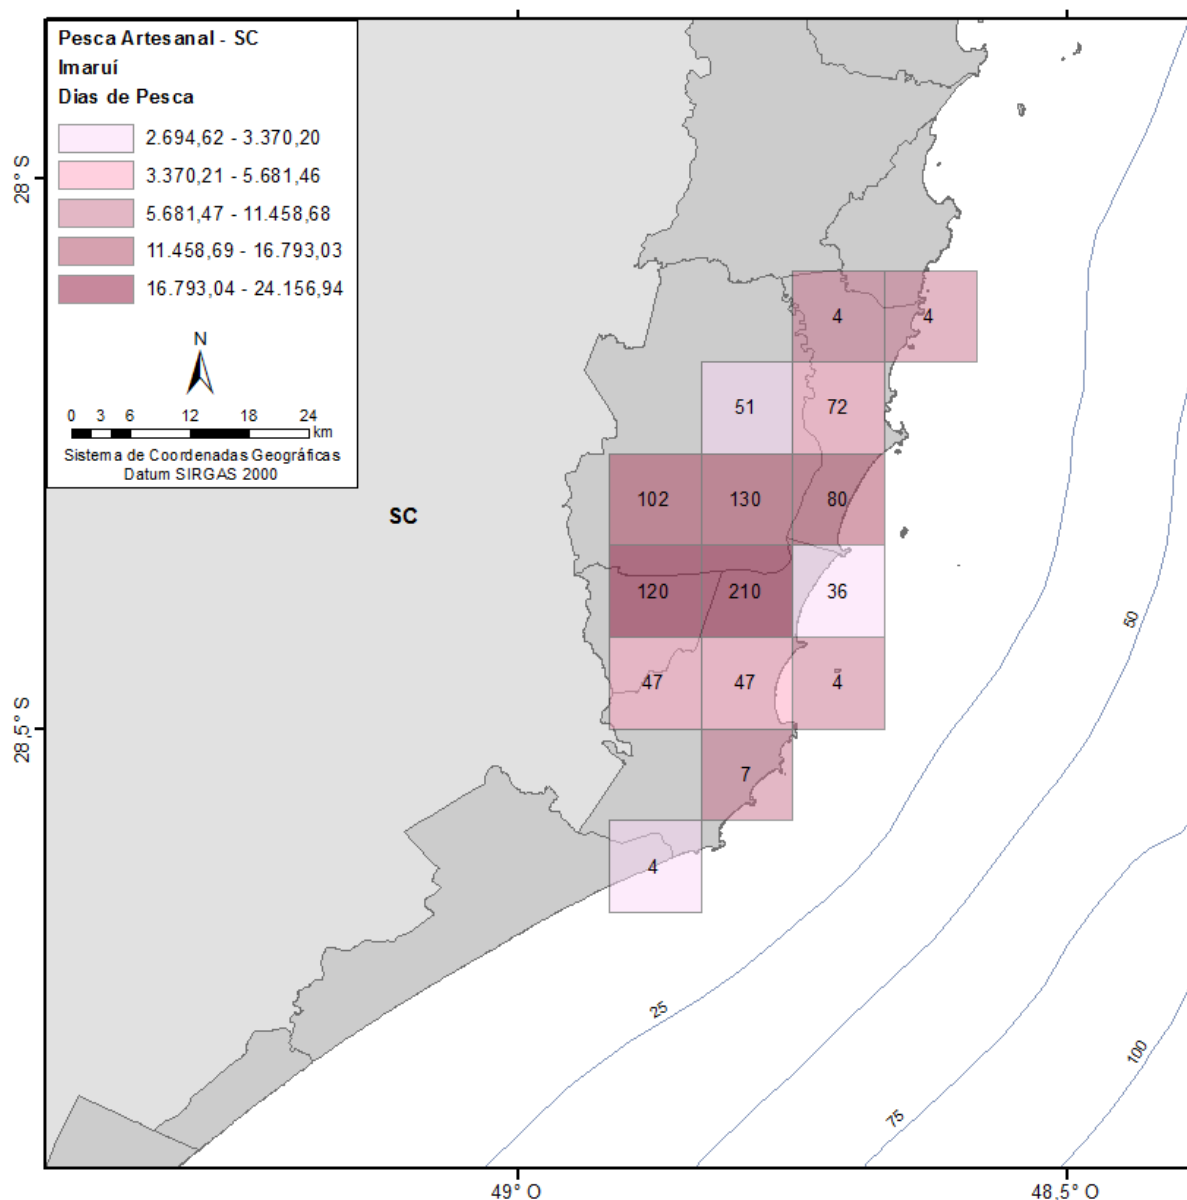 Pesca Artesanal - SC
Imaruí
Dias de Pesca
2.694,62 - 3.370,20
3.370,21 - 5.681,46
5.681,47 - 11.458,68
11.458,69 - 16.793,03
16.793,04 - 24.156,94
N
0 3 6 12 18 24
km
Sistema de Coordenadas Geográficas
Datum SIRGAS 2000
28° S
4 4
51 72
SC
102 130 80
120 210 36
50
47 47 4
28,5° S
7
4
25
100
75
49° O 48,5° O